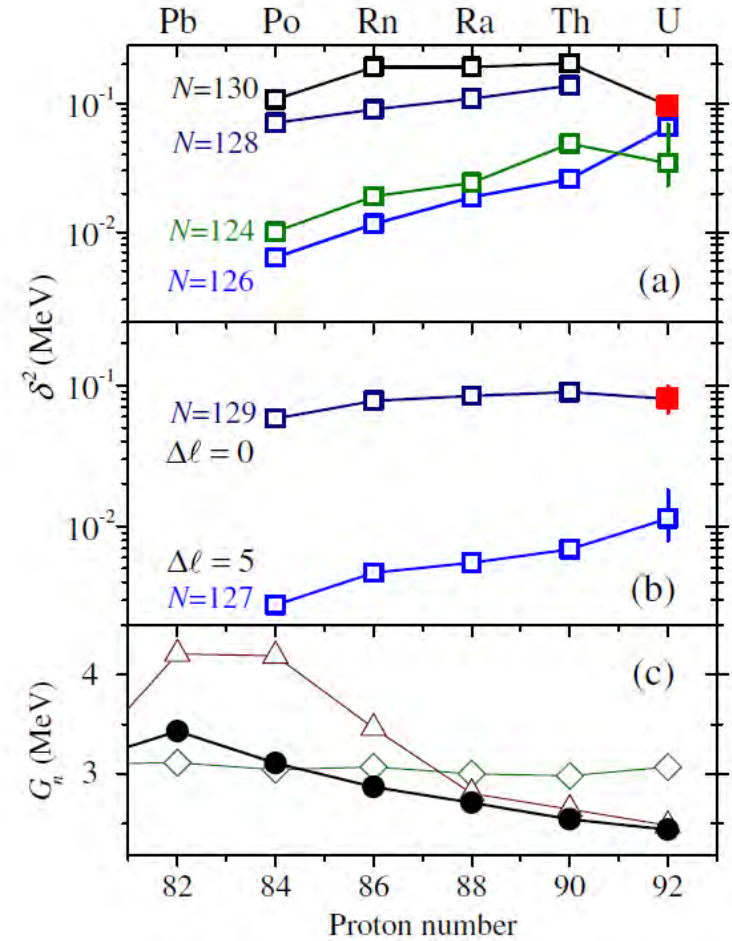 Pb Po Rn Ra Th U
10⁻¹
10⁻²
N=130
N=128
N=124
N=126
(a)
δ² (MeV)
10⁻¹
10⁻²
N=129
Δℓ = 0
Δℓ = 5
N=127
(b)
4
3
Gₙ (MeV)
(c)
82 84 86 88 90 92
Proton number